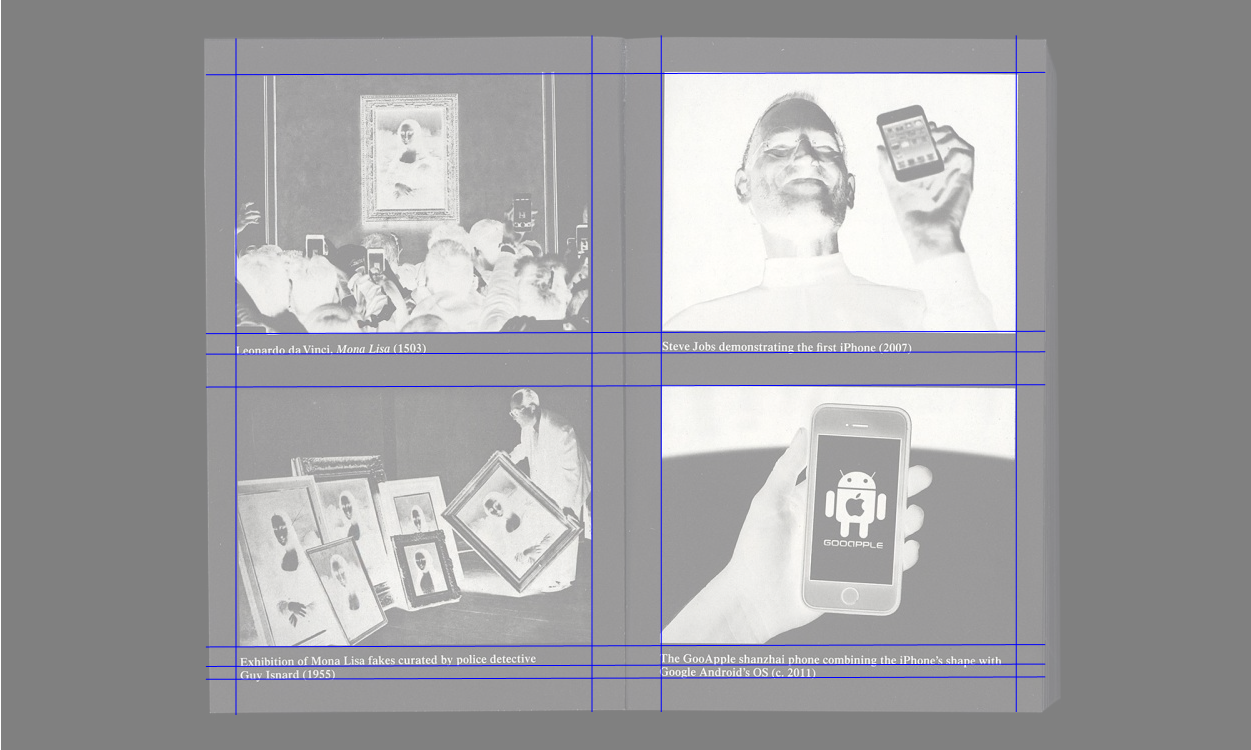 Leonardo da Vinci, Mona Lisa (1503)
Steve Jobs demonstrating the first iPhone (2007)
GOOAPPLE
Exhibition of Mona Lisa fakes curated by police detective
Guy Isnard (1955)
The GooApple shanzhai phone combining the iPhone's shape with
Google Android's OS (c. 2011)